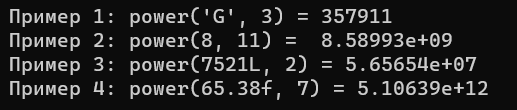 Пример 1: power('G', 3) = 357911
Пример 2: power(8, 11) =  8.58993e+09
Пример 3: power(7521L, 2) = 5.65654e+07
Пример 4: power(65.38f, 7) = 5.10639e+12